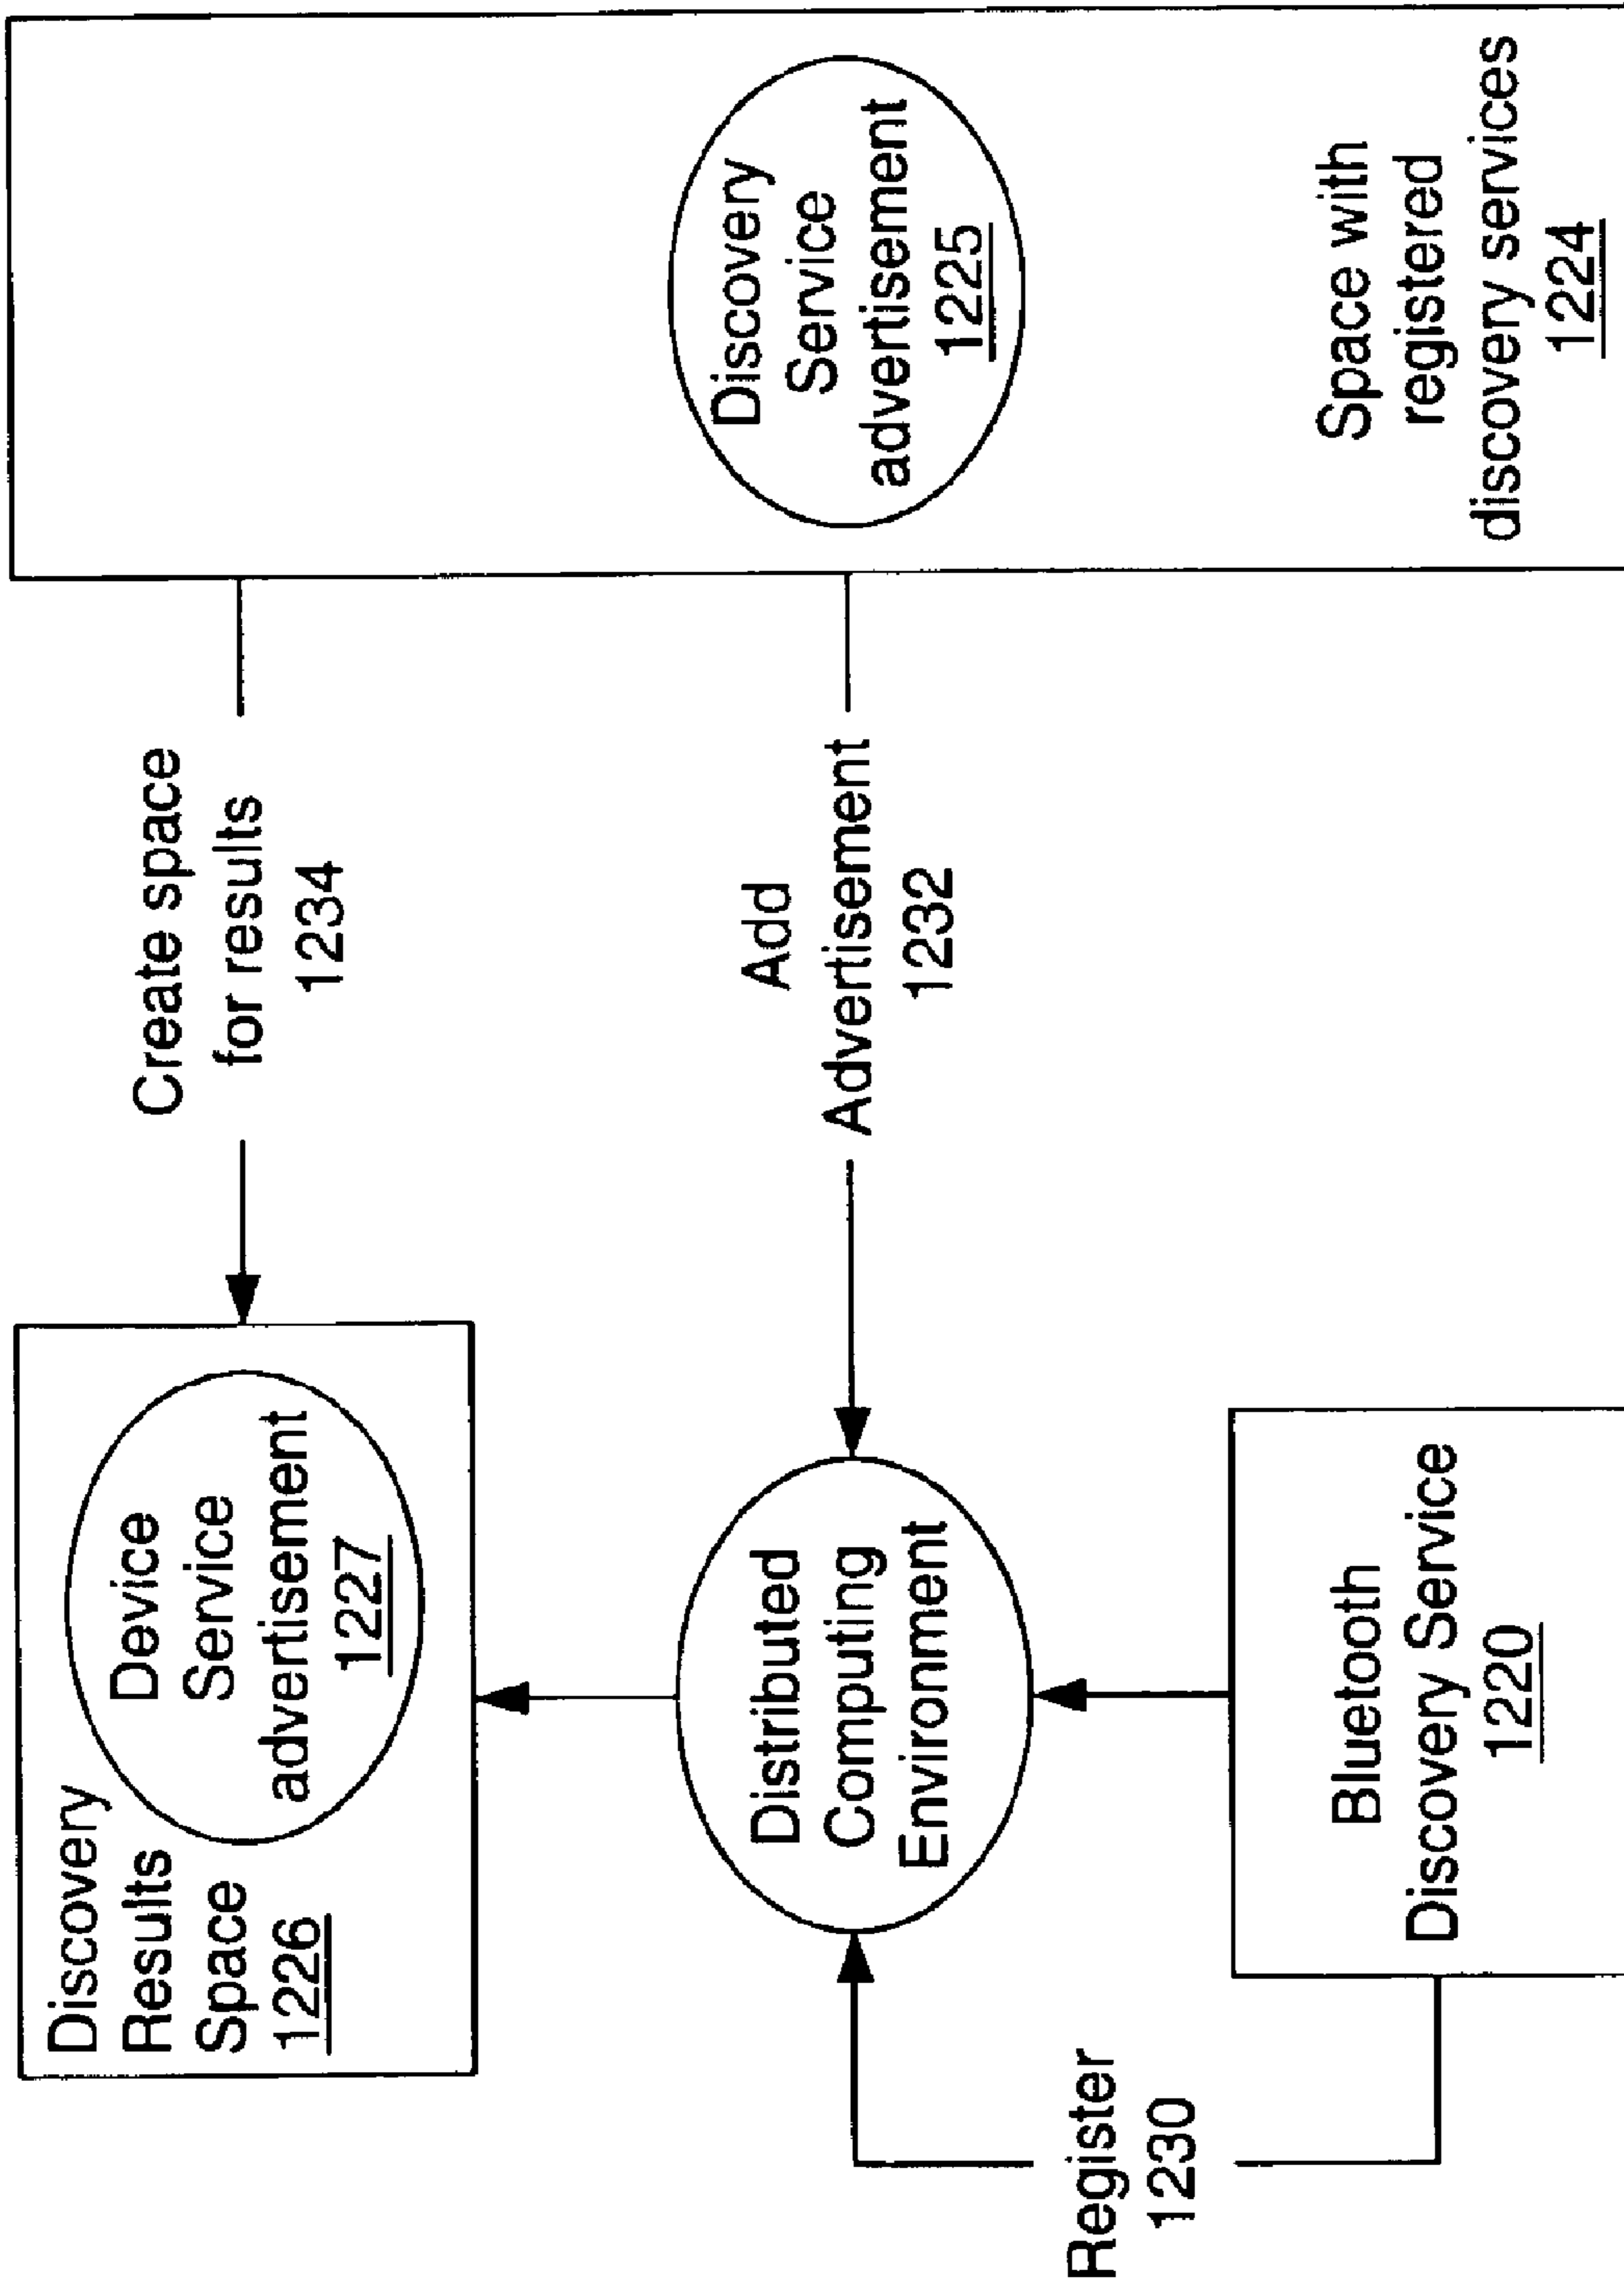 Discovery
Results
Space
1226
Device
Service
advertisement
1227
Create space
for results
1234
Distributed
Computing
Environment
Add
Advertisement
1232
Discovery
Service
advertisement
1225
Register
1230
Bluetooth
Discovery Service
1220
Space with
registered
discovery services
1224